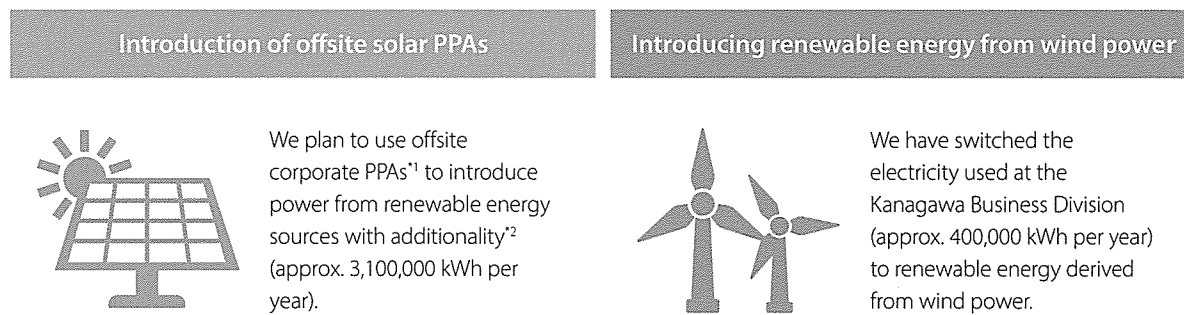 Introduction of offsite solar PPAs
We plan to use offsite
corporate PPAs*1 to introduce
power from renewable energy
sources with additionality*2
(approx. 3,100,000 kWh per
year).
Introducing renewable energy from wind power
We have switched the
electricity used at the
Kanagawa Business Division
(approx. 400,000 kWh per year)
to renewable energy derived
from wind power.